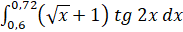 ∫_{0,6}^{0,72} (√x + 1) tg 2x dx